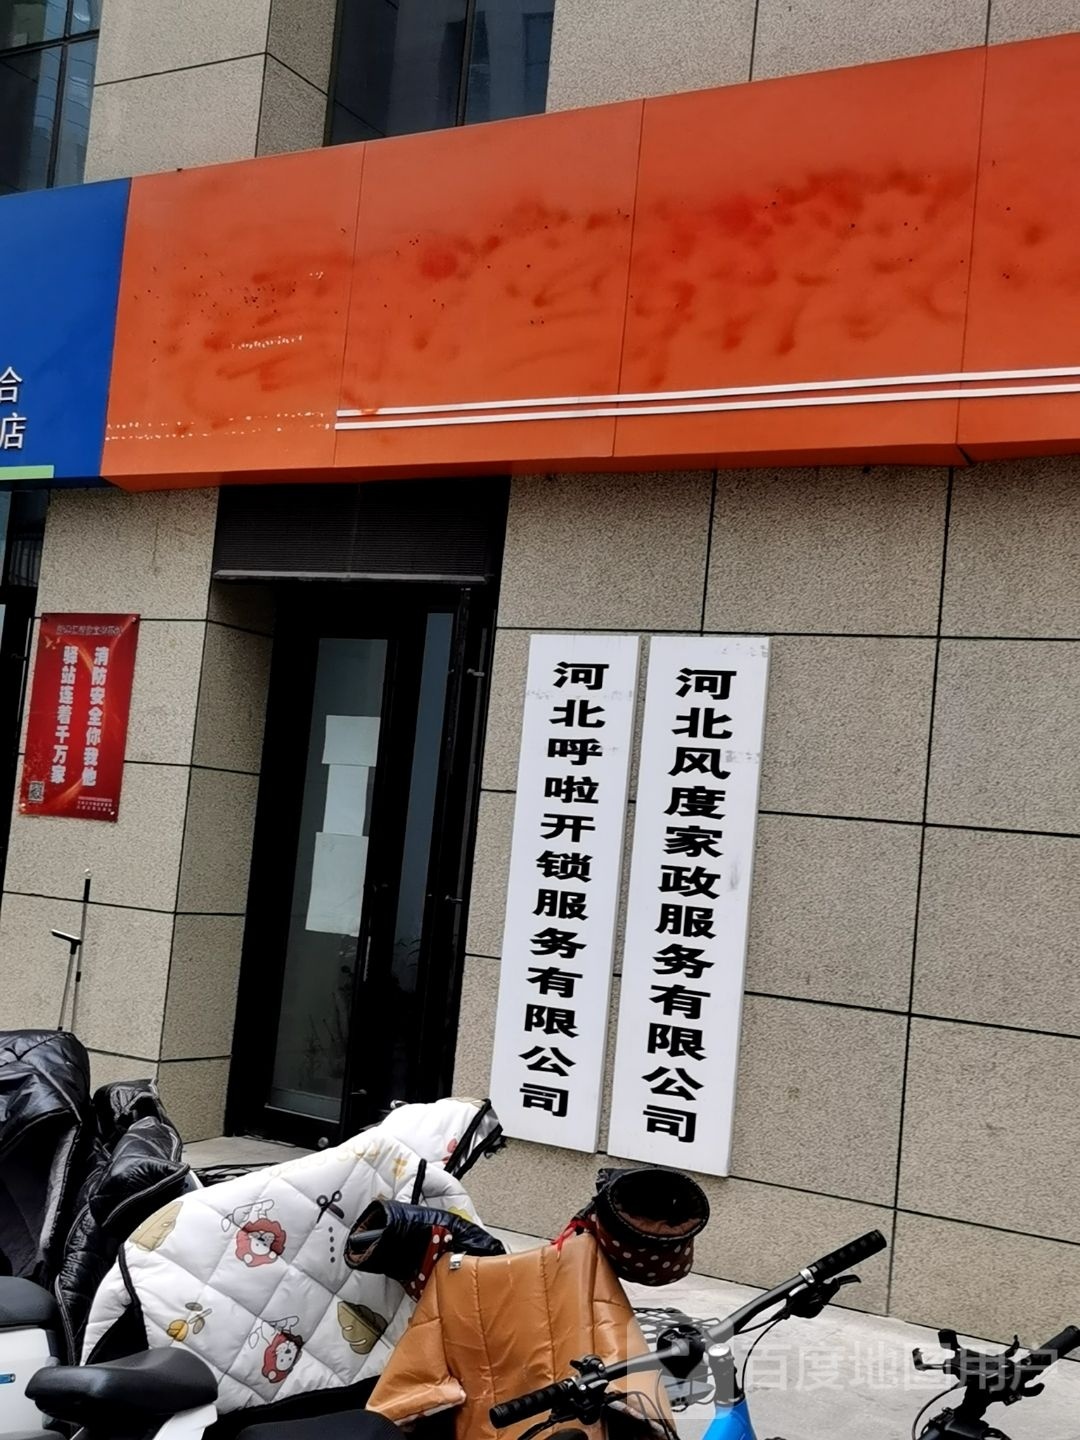 合
店
消防安全你我他
驿站连着千万家
河北呼啦开锁服务有限公司
河北风度家政服务有限公司
百度地图用户